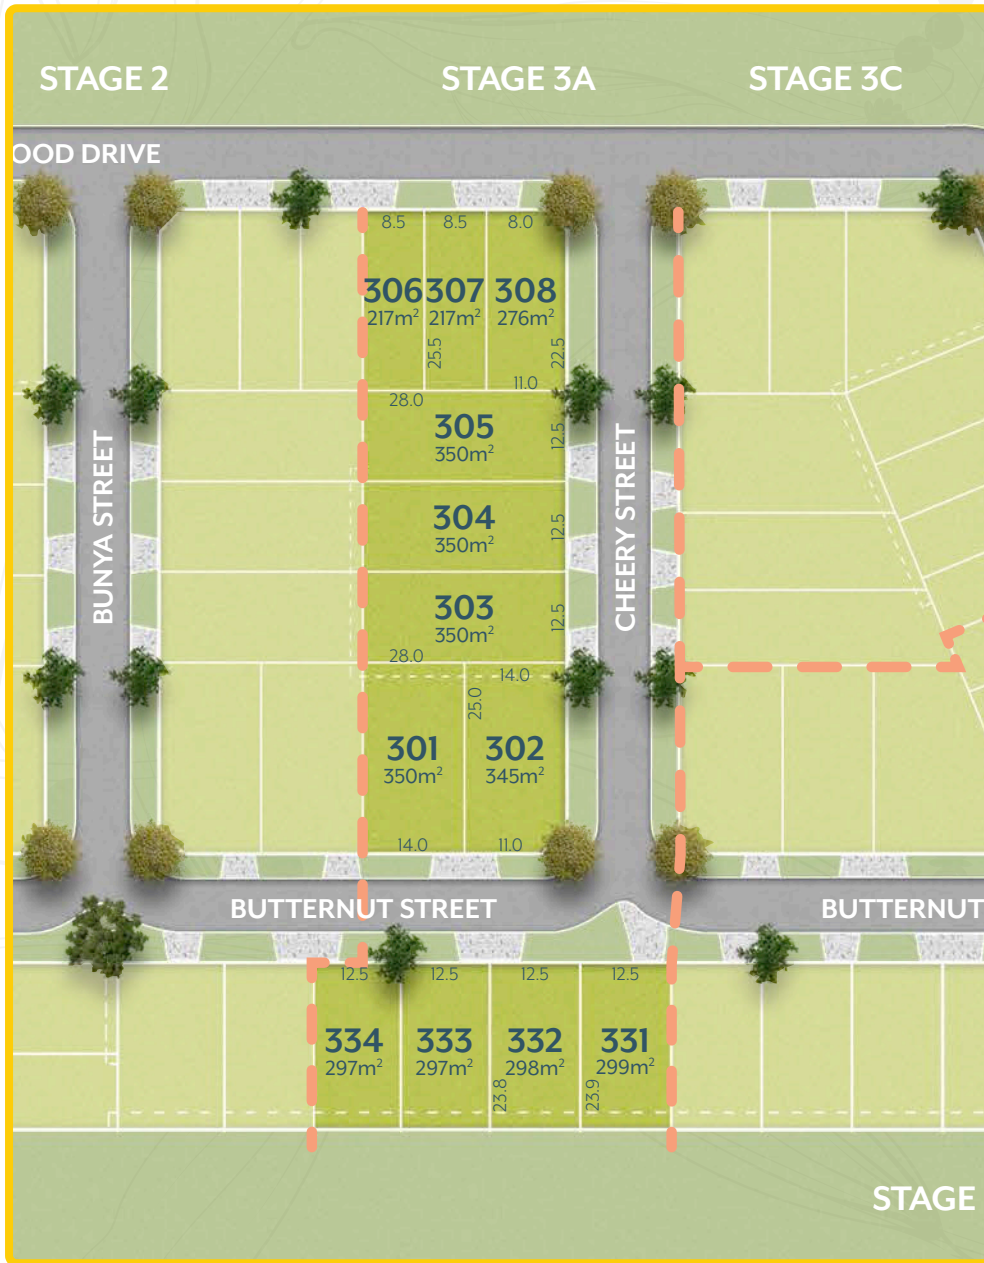 STAGE 2
STAGE 3A
STAGE 3C
OOD DRIVE
8.5
8.5
8.0
306
307
308
217m²
217m²
276m²
25.5
22.5
11.0
28.0
305
350m²
12.5
304
350m²
12.5
303
350m²
12.5
BUNYA STREET
CHEERY STREET
28.0
14.0
25.0
301
350m²
302
345m²
14.0
11.0
BUTTERNUT STREET
BUTTERNUT
12.5
12.5
12.5
12.5
334
333
332
331
297m²
297m²
298m²
299m²
23.8
23.9
STAGE